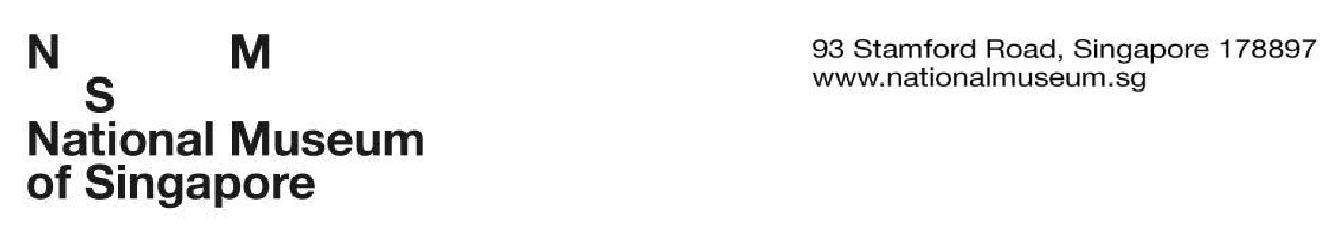 N M
S
National Museum
of Singapore
93 Stamford Road, Singapore 178897
www.nationalmuseum.sg